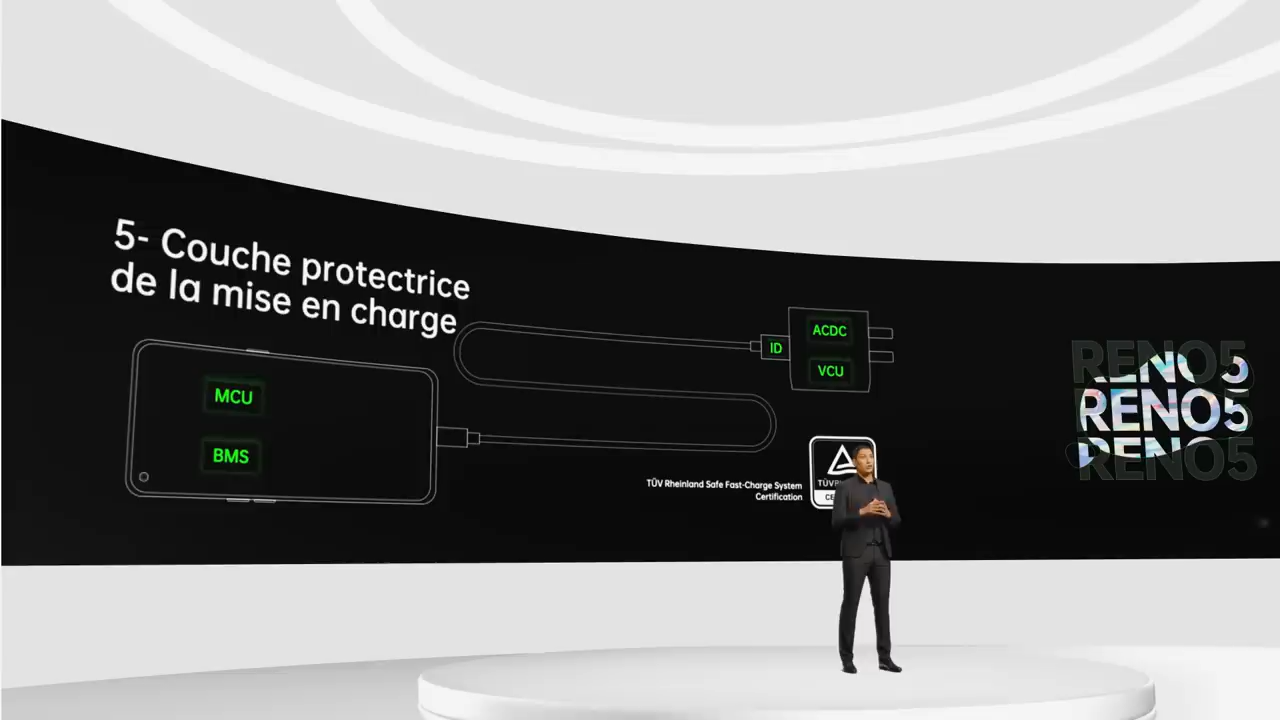 5- Couche protectrice
de la mise en charge
ACDC
ID
VCU
MCU
BMS
TÜV Rheinland Safe Fast-Charge System
Certification
RENO5
RENO5
RENO5